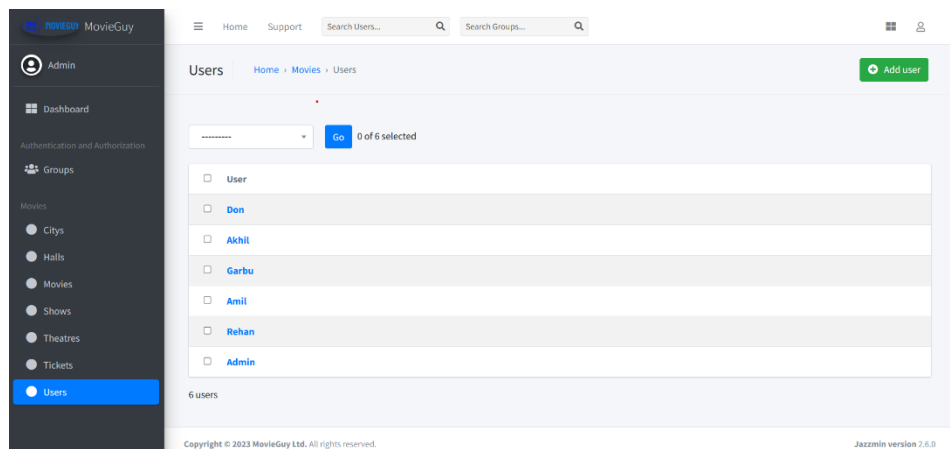 MOVIEGUY MovieGuy
Home Support Search Users... Search Groups...
Admin
Users Home › Movies › Users Add user
Dashboard
--------- Go 0 of 6 selected
Authentication and Authorization
Groups
Movies
Citys
Halls
Movies
Shows
Theatres
Tickets
Users
User
Don
Akhil
Garbu
Amil
Rehan
Admin
6 users
Copyright © 2023 MovieGuy Ltd. All rights reserved. Jazzmin version 2.6.0